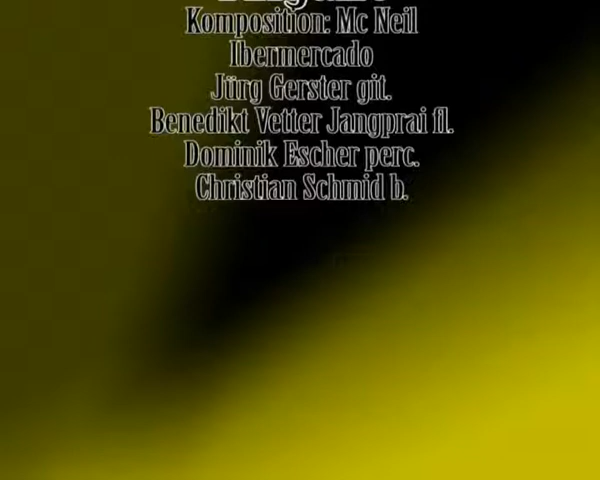 Komposition: Mc Neil
Ibermercado
Jürg Gerster git.
Benedikt Vetter Jangprai fl.
Dominik Escher perc.
Christian Schmid b.